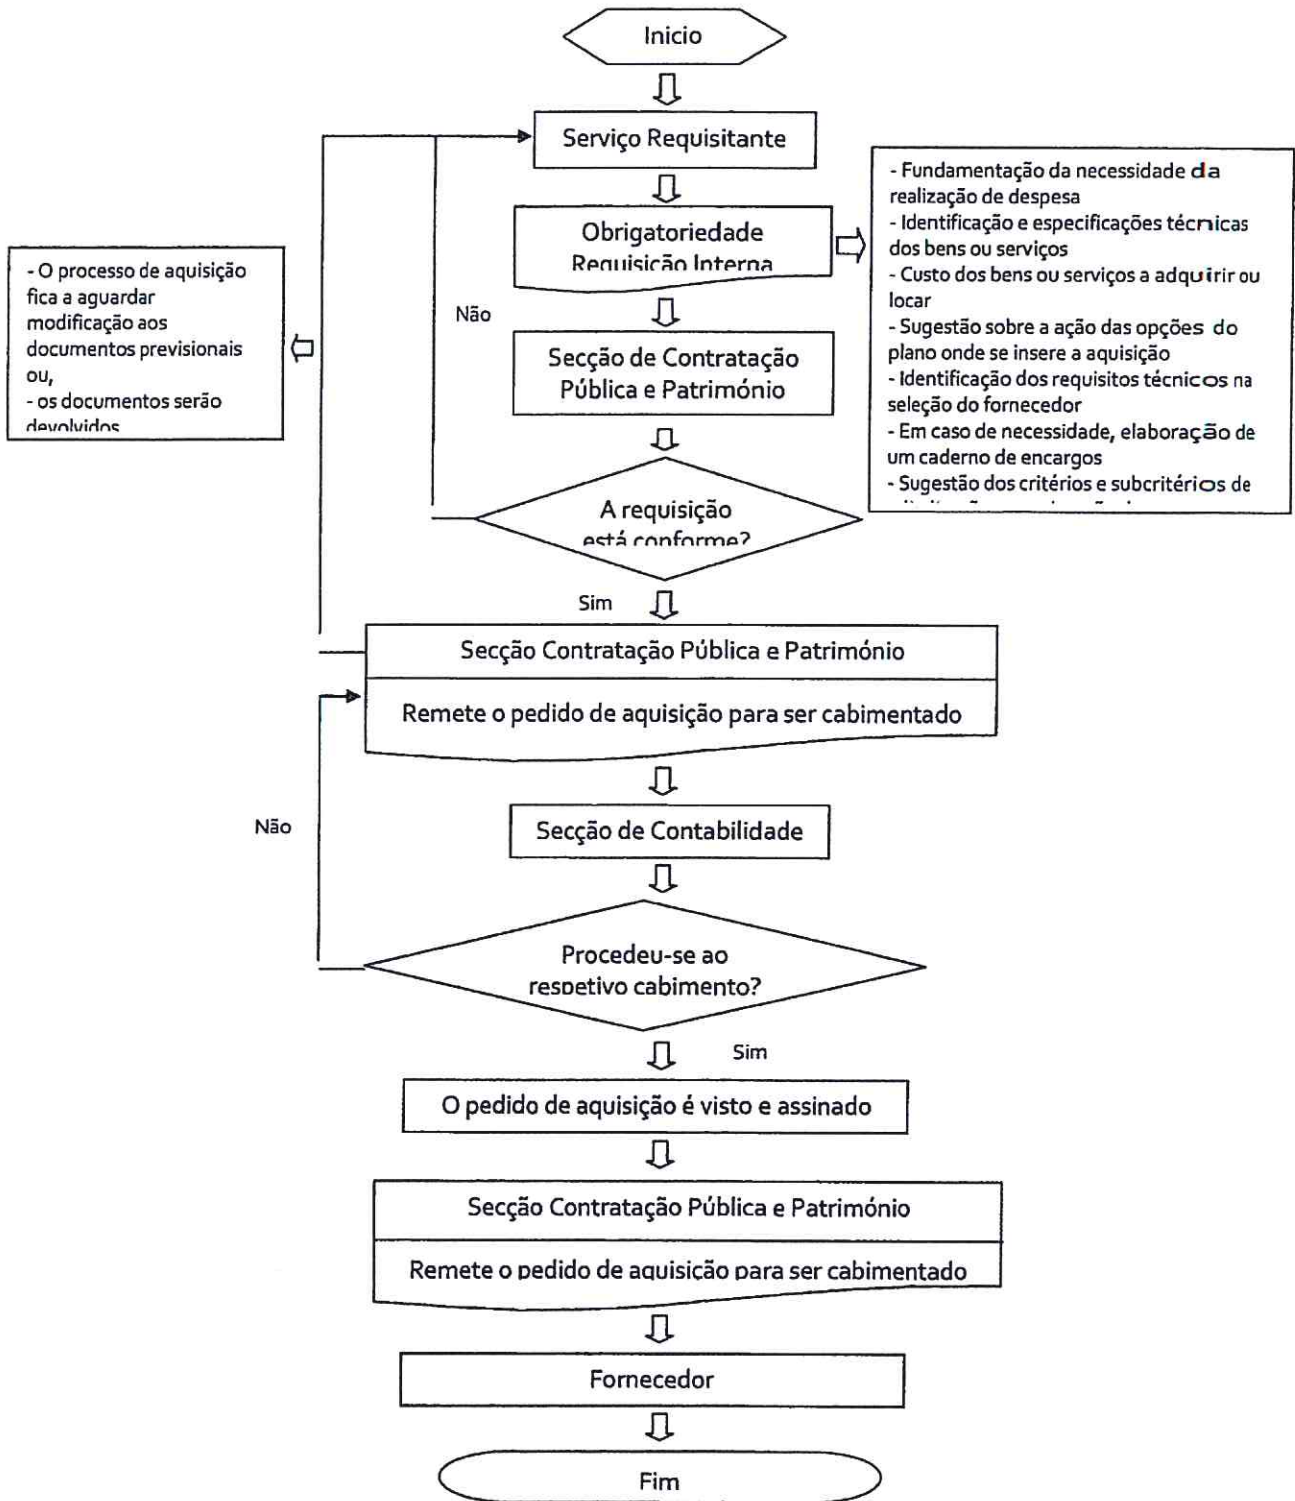 Inicio
Serviço Requisitante
Obrigatoriedade
Requisição Interna
- Fundamentação da necessidade da
realização de despesa
- Identificação e especificações técnicas
dos bens ou serviços
- Custo dos bens ou serviços a adquirir ou
locar
- Sugestão sobre a ação das opções do
plano onde se insere a aquisição
- Identificação dos requisitos técnicos na
seleção do fornecedor
- Em caso de necessidade, elaboração de
um caderno de encargos
- Sugestão dos critérios e subcritérios de
- O processo de aquisição
fica a aguardar
modificação aos
documentos previsionais
ou,
- os documentos serão
devolvidos
Não
Secção de Contratação
Pública e Património
A requisição
está conforme?
Sim
Secção Contratação Pública e Património
Remete o pedido de aquisição para ser cabimentado
Secção de Contabilidade
Não
Procedeu-se ao
respetivo cabimento?
Sim
O pedido de aquisição é visto e assinado
Secção Contratação Pública e Património
Remete o pedido de aquisição para ser cabimentado
Fornecedor
Fim